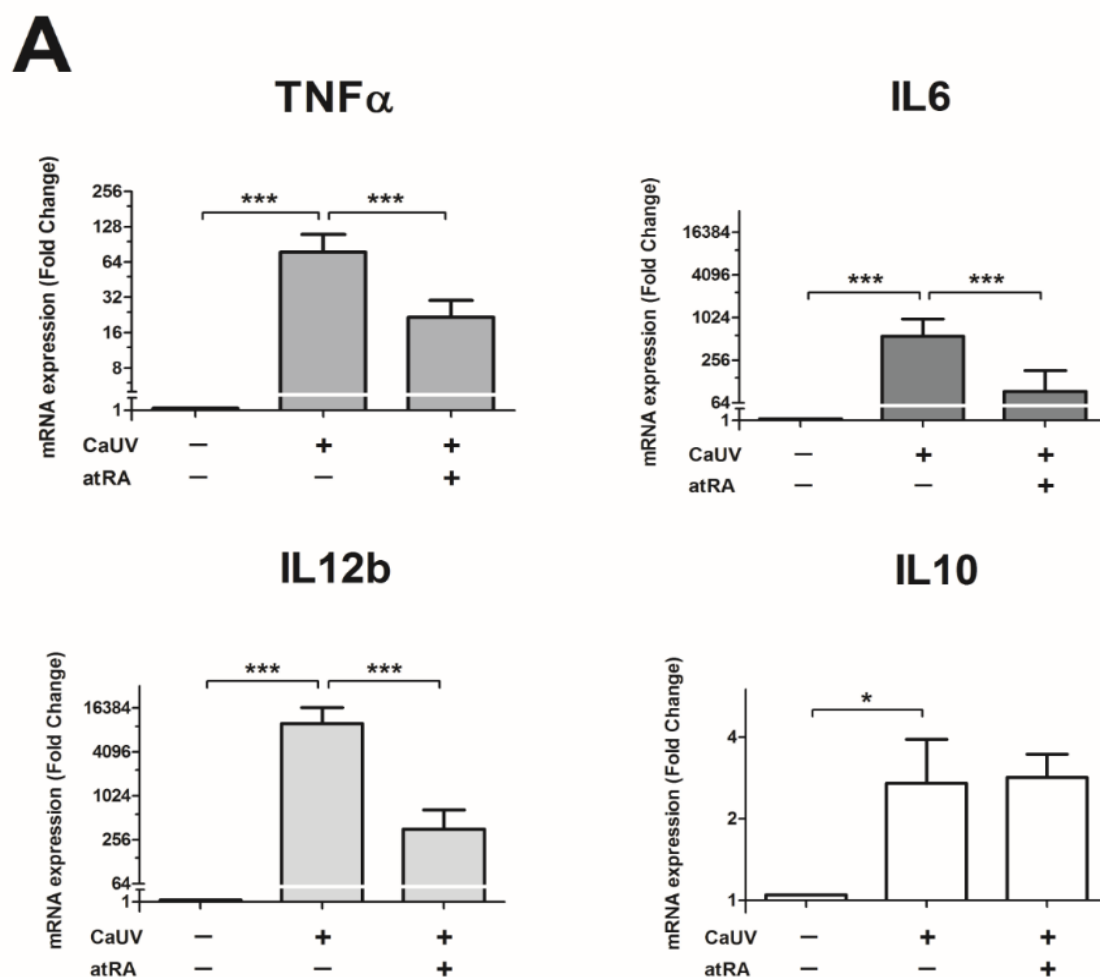 A
TNFα
mRNA expression (Fold Change)
256
128
64
32
16
8
1
*** ***
CaUV – + +
atRA – – +
IL6
mRNA expression (Fold Change)
16384
4096
1024
256
64
1
*** ***
CaUV – + +
atRA – – +
IL12b
mRNA expression (Fold Change)
16384
4096
1024
256
64
1
*** ***
CaUV – + +
atRA – – +
IL10
mRNA expression (Fold Change)
4
2
1
*
CaUV – + +
atRA – – +